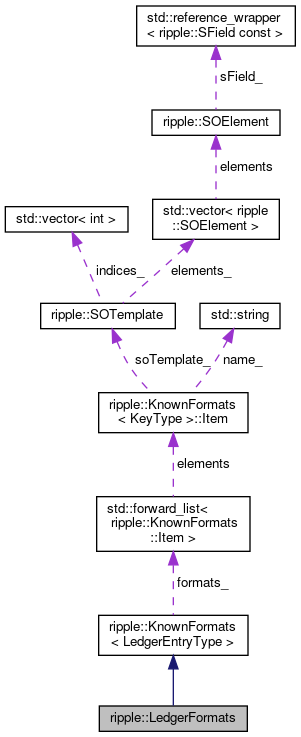 std::reference_wrapper
< ripple::SField const >
sField_
ripple::SOElement
elements
std::vector< ripple
::SOElement >
std::vector< int >
indices_
elements_
ripple::SOTemplate
std::string
soTemplate_
name_
ripple::KnownFormats
< KeyType >::Item
elements
std::forward_list<
ripple::KnownFormats
::Item >
formats_
ripple::KnownFormats
< LedgerEntryType >
ripple::LedgerFormats